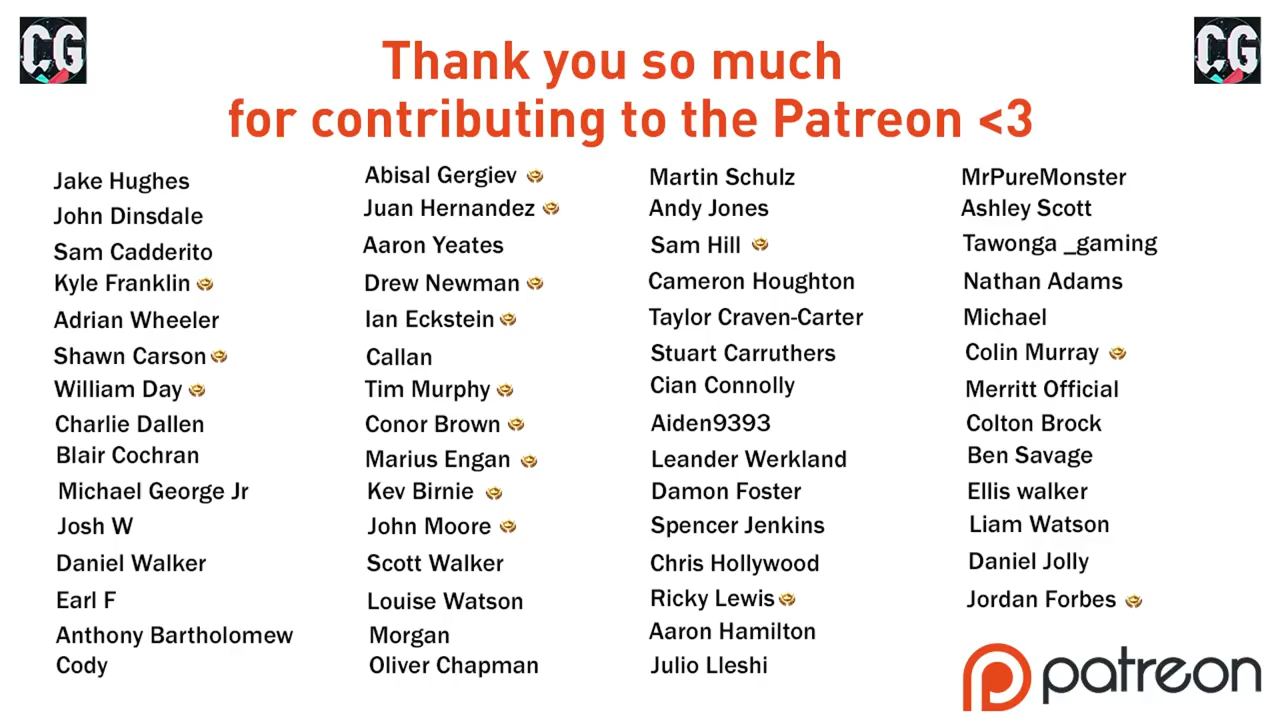 CG
CG
Thank you so much
for contributing to the Patreon <3
Jake Hughes
John Dinsdale
Sam Cadderito
Kyle Franklin
Adrian Wheeler
Shawn Carson
William Day
Charlie Dallen
Blair Cochran
Michael George Jr
Josh W
Daniel Walker
Earl F
Anthony Bartholomew
Cody
Abisal Gergiev
Juan Hernandez
Aaron Yeates
Drew Newman
Ian Eckstein
Callan
Tim Murphy
Conor Brown
Marius Engan
Kev Birnie
John Moore
Scott Walker
Louise Watson
Morgan
Oliver Chapman
Martin Schulz
Andy Jones
Sam Hill
Cameron Houghton
Taylor Craven-Carter
Stuart Carruthers
Cian Connolly
Aiden9393
Leander Werkland
Damon Foster
Spencer Jenkins
Chris Hollywood
Ricky Lewis
Aaron Hamilton
Julio Lleshi
MrPureMonster
Ashley Scott
Tawonga _gaming
Nathan Adams
Michael
Colin Murray
Merritt Official
Colton Brock
Ben Savage
Ellis walker
Liam Watson
Daniel Jolly
Jordan Forbes
patreon